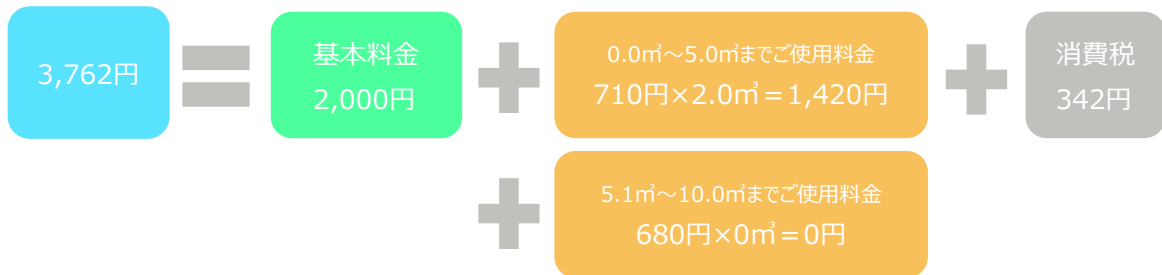 3,762円
基本料金
2,000円
0.0㎥～5.0㎥までご使用料金
710円×2.0㎥＝1,420円
消費税
342円
5.1㎥～10.0㎥までご使用料金
680円×0㎥＝0円